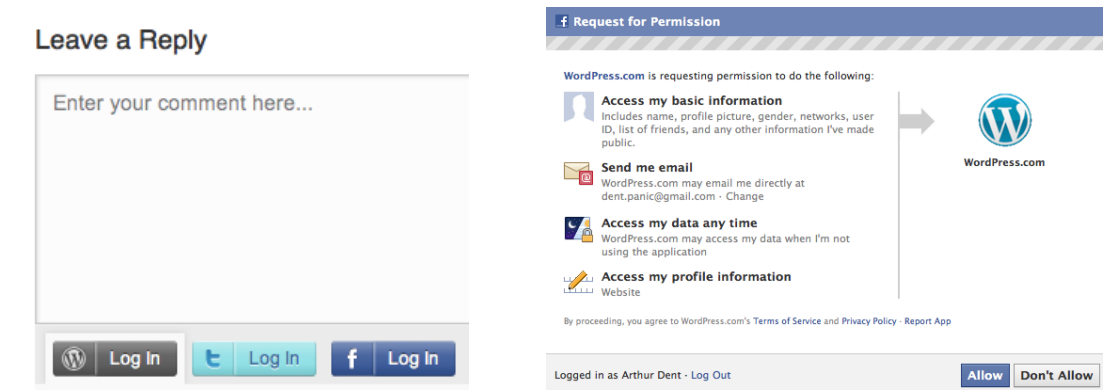 Leave a Reply
Enter your comment here...
Log In
Log In
Log In
Request for Permission
WordPress.com is requesting permission to do the following:
Access my basic information
Includes name, profile picture, gender, networks, user
ID, list of friends, and any other information I've made
public.
Send me email
WordPress.com may email me directly at
dent.panic@gmail.com · Change
Access my data any time
WordPress.com may access my data when I'm not
using the application
Access my profile information
Website
WordPress.com
By proceeding, you agree to WordPress.com's Terms of Service and Privacy Policy · Report App
Logged in as Arthur Dent · Log Out
Allow
Don't Allow